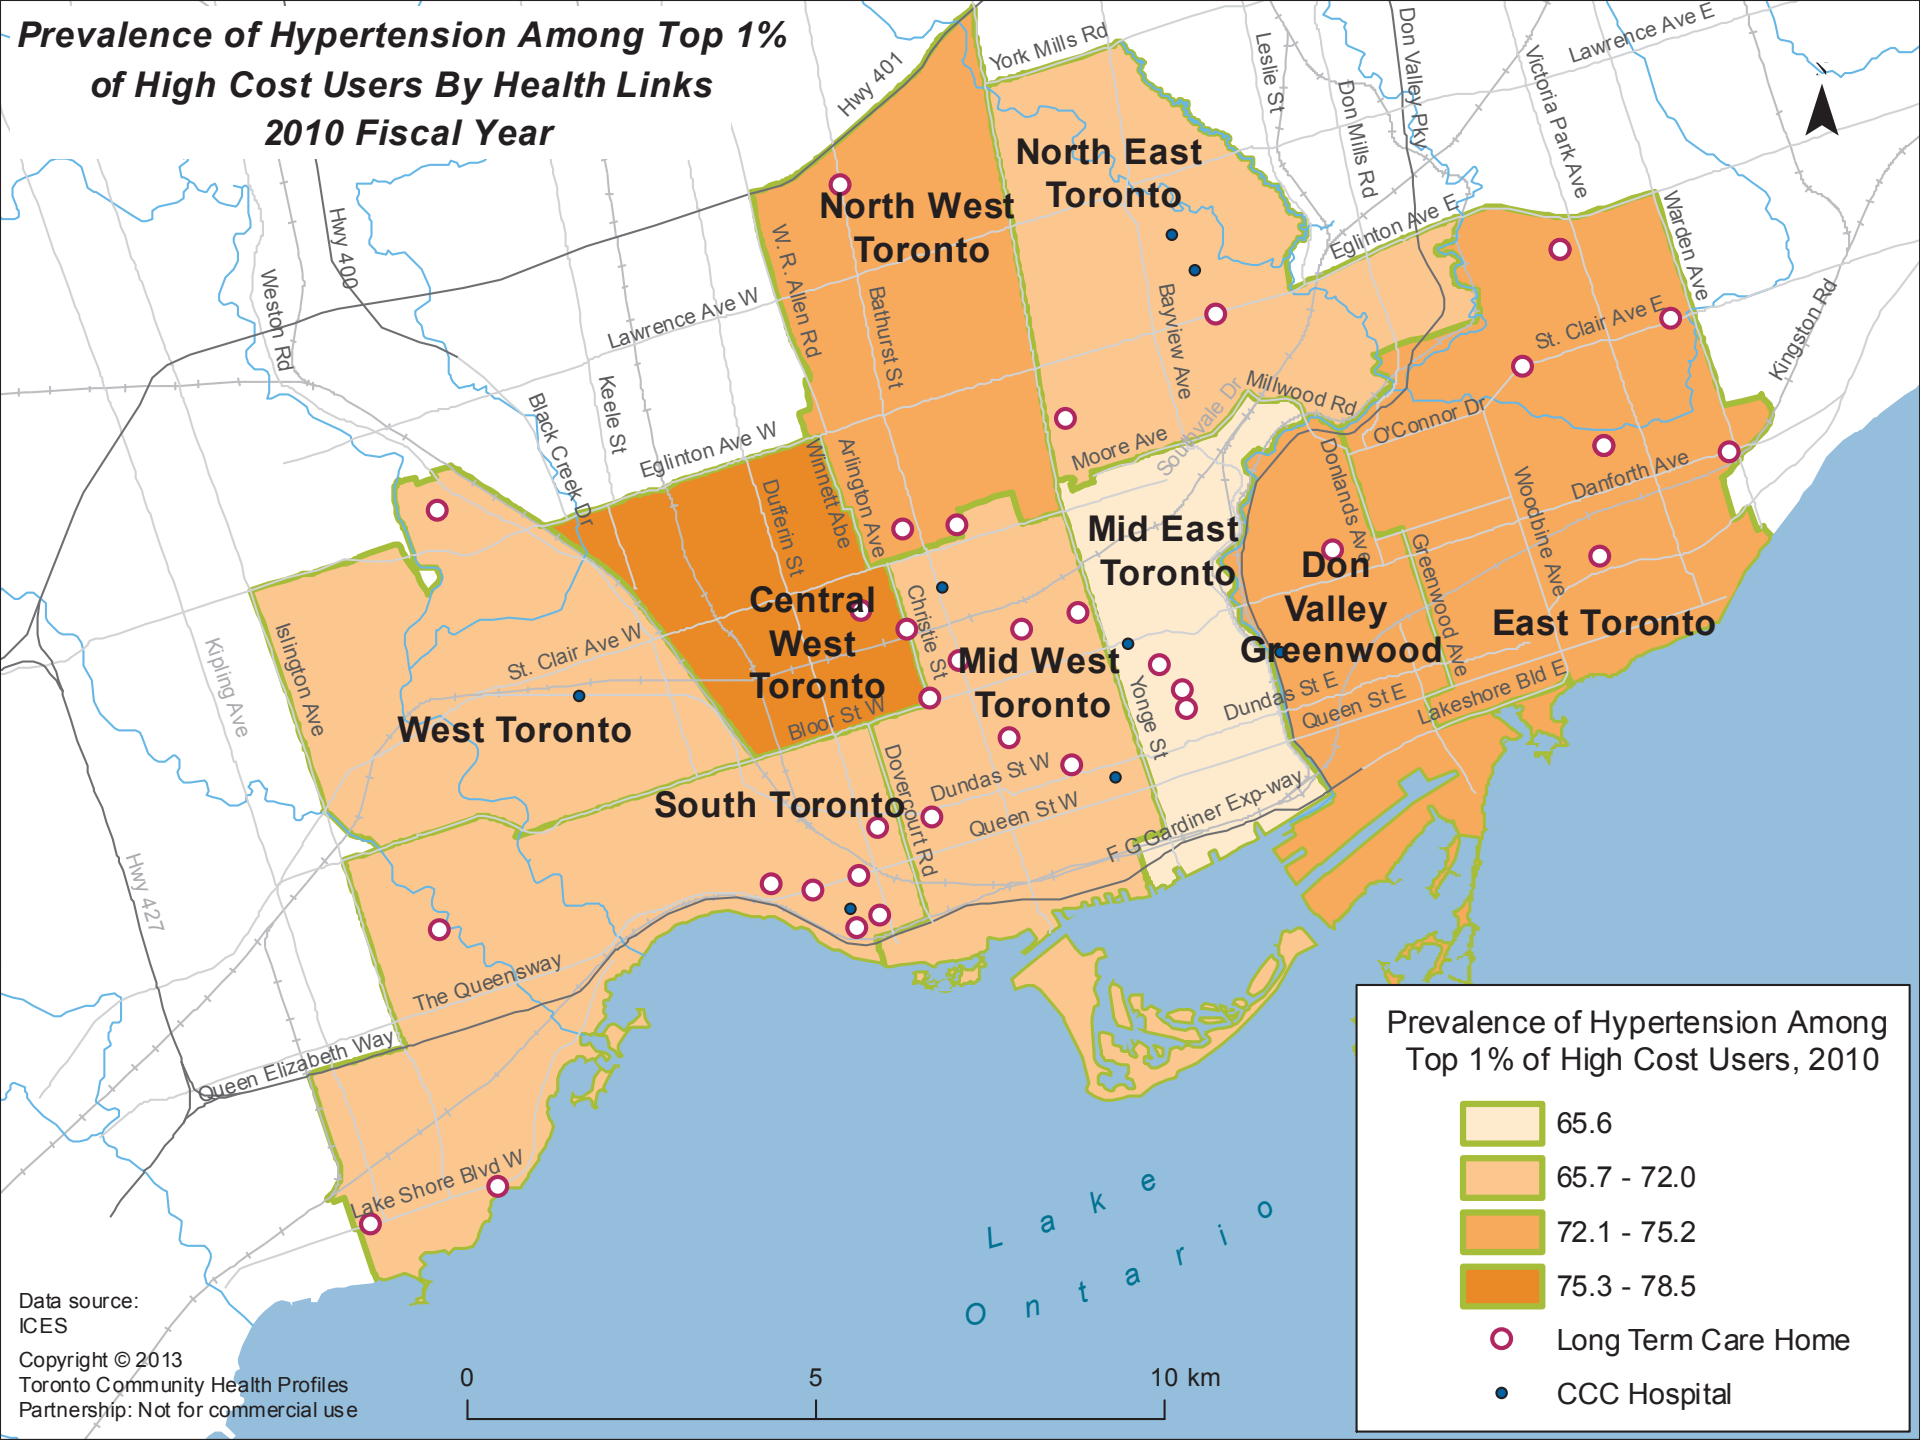 Prevalence of Hypertension Among Top 1%
of High Cost Users By Health Links
2010 Fiscal Year
Hwy 401
York Mills Rd
Leslie St
Don Mills Rd
Don Valley Pky
Victoria Park Ave
Lawrence Ave E
N
North East
Toronto
North West
Toronto
W. R. Allen Rd
Bathurst St
Bayview Ave
Eglinton Ave E
Warden Ave
Kingston Rd
St. Clair Ave E
Hwy 400
Weston Rd
Lawrence Ave W
Keele St
Black Creek Dr
Eglinton Ave W
Winnett Abe
Arlington Ave
Dufferin St
Moore Ave
Southvale Dr
Millwood Rd
O'Connor Dr
Donlands Ave
Danforth Ave
Woodbine Ave
Greenwood Ave
Mid East
Toronto
Don
Valley
Greenwood
East Toronto
Central
West
Toronto
Christie St
Mid West
Toronto
Yonge St
Kipling Ave
Islington Ave
St. Clair Ave W
West Toronto
Bloor St W
Dundas St E
Queen St E
Lakeshore Bld E
South Toronto
Dovercourt Rd
Dundas St W
Queen St W
F G Gardiner Exp-way
Hwy 427
The Queensway
Queen Elizabeth Way
Lake Shore Blvd W
Lake
Ontario
Prevalence of Hypertension Among
Top 1% of High Cost Users, 2010
65.6
65.7 - 72.0
72.1 - 75.2
75.3 - 78.5
Long Term Care Home
CCC Hospital
Data source:
ICES
Copyright © 2013
Toronto Community Health Profiles
Partnership: Not for commercial use
0 5 10 km